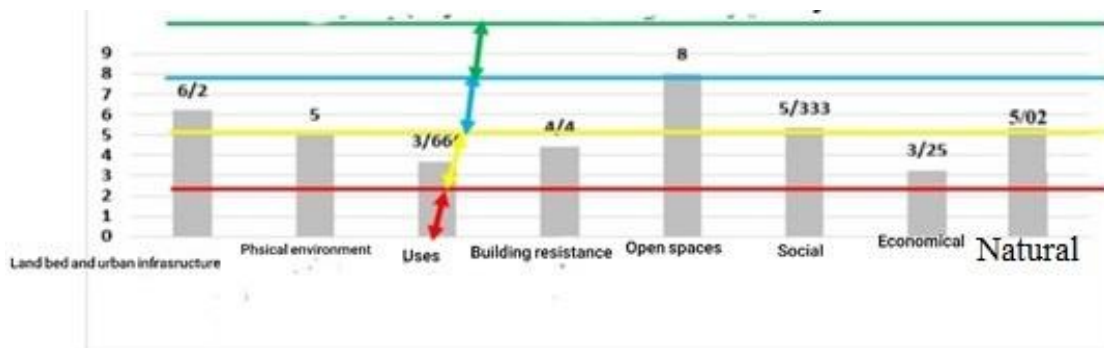 9
8
7
6
5
4
3
2
1
0
6/2
5
3/66
4/4
8
5/333
3/25
5/02
Land bed and urban infrasructure
Phsical environment
Uses
Building resistance
Open spaces
Social
Economical
Natural